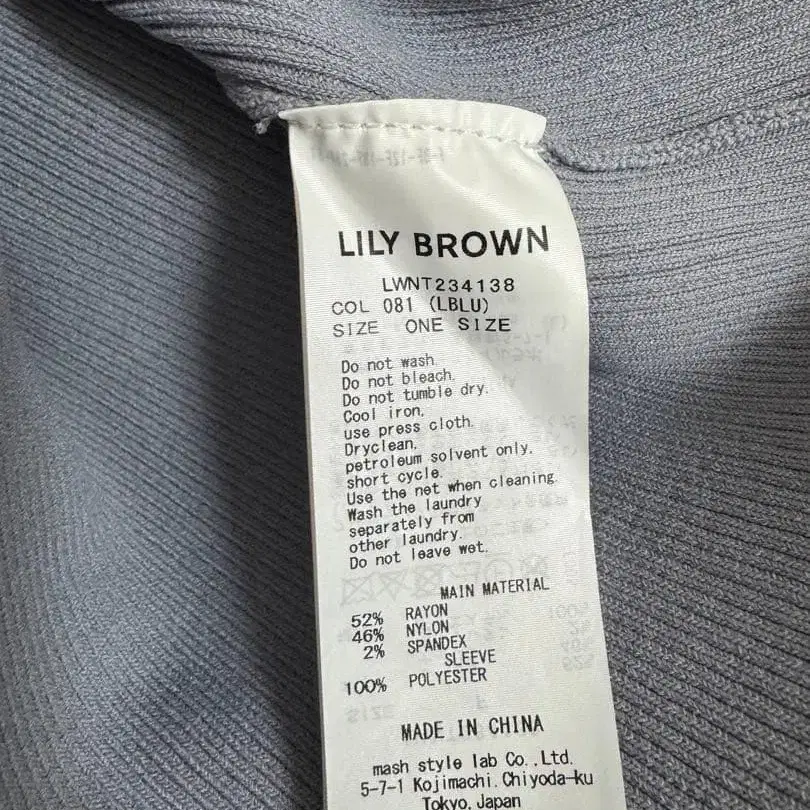 LILY BROWN
LWNT234138
COL 081 (LBLU)
SIZE ONE SIZE
Do not wash.
Do not bleach.
Do not tumble dry.
Cool iron.
use press cloth.
Dryclean.
petroleum solvent only.
short cycle.
Use the net when cleaning.
Wash the laundry
separately from
other laundry.
Do not leave wet.
MAIN MATERIAL
52% RAYON
46% NYLON
2% SPANDEX
SLEEVE
100% POLYESTER
MADE IN CHINA
mash style lab Co.,Ltd.
5-7-1 Kojimachi.Chiyoda-ku
Tokyo.Japan